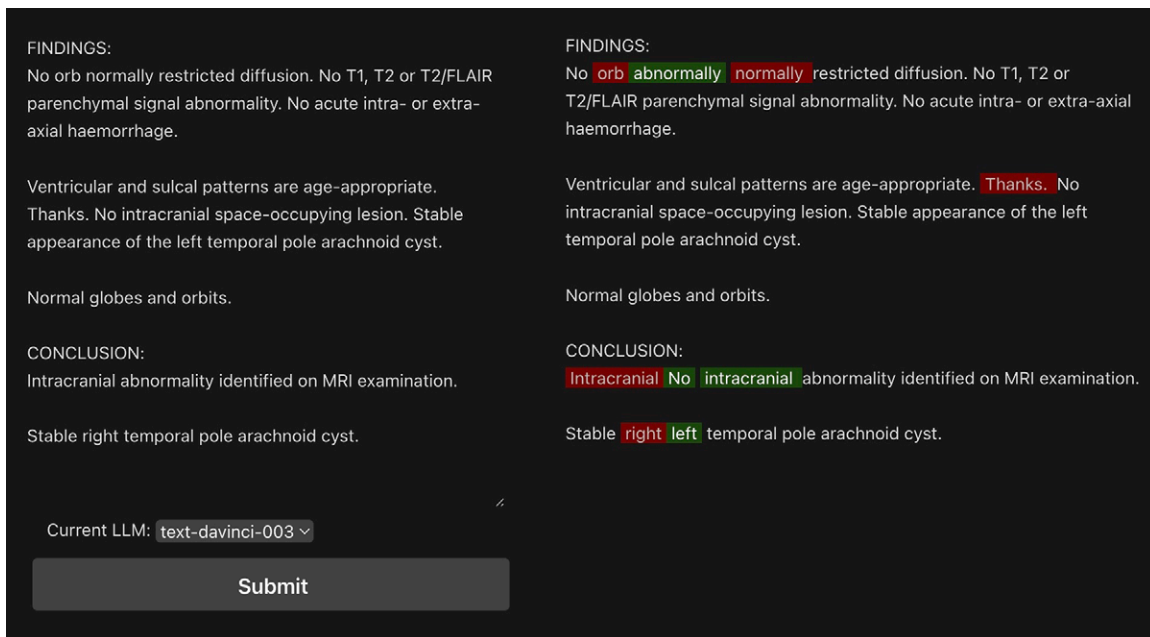 FINDINGS:
No orb normally restricted diffusion. No T1, T2 or T2/FLAIR
parenchymal signal abnormality. No acute intra- or extra-
axial haemorrhage.
Ventricular and sulcal patterns are age-appropriate.
Thanks. No intracranial space-occupying lesion. Stable
appearance of the left temporal pole arachnoid cyst.
Normal globes and orbits.
CONCLUSION:
Intracranial abnormality identified on MRI examination.
Stable right temporal pole arachnoid cyst.
Current LLM: text-davinci-003
Submit
FINDINGS:
No orb abnormally normally restricted diffusion. No T1, T2 or
T2/FLAIR parenchymal signal abnormality. No acute intra- or extra-axial
haemorrhage.
Ventricular and sulcal patterns are age-appropriate. Thanks. No
intracranial space-occupying lesion. Stable appearance of the left
temporal pole arachnoid cyst.
Normal globes and orbits.
CONCLUSION:
Intracranial No intracranial abnormality identified on MRI examination.
Stable right left temporal pole arachnoid cyst.